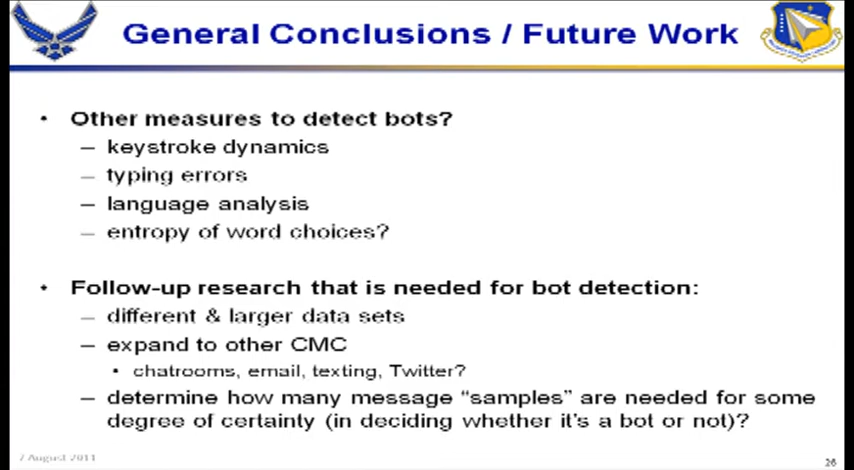 General Conclusions / Future Work
• Other measures to detect bots?
– keystroke dynamics
– typing errors
– language analysis
– entropy of word choices?
• Follow-up research that is needed for bot detection:
– different & larger data sets
– expand to other CMC
• chatrooms, email, texting, Twitter?
– determine how many message “samples” are needed for some
degree of certainty (in deciding whether it's a bot or not)?
7 August 2011
26